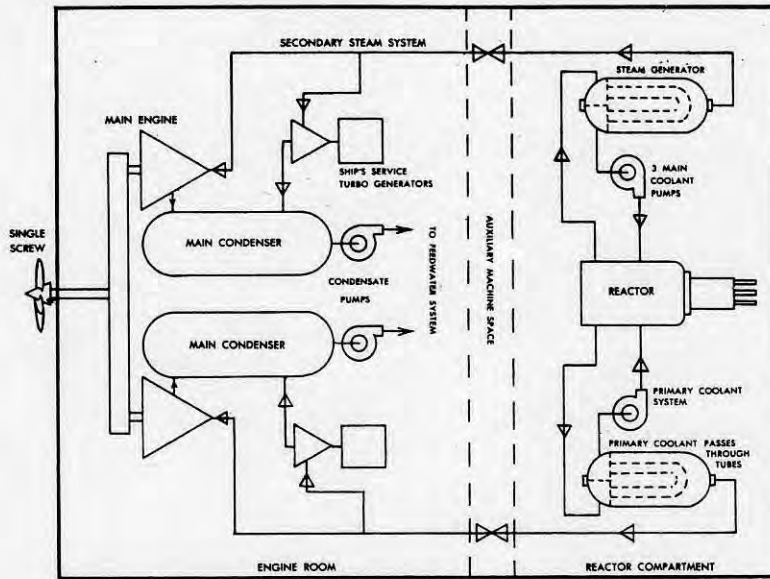 SECONDARY STEAM SYSTEM
STEAM GENERATOR
MAIN ENGINE
SHIP'S SERVICE
TURBO GENERATORS
3 MAIN
COOLANT
PUMPS
SINGLE
SCREW
MAIN CONDENSER
TO FEEDWATER SYSTEM
AUXILIARY MACHINE SPACE
CONDENSATE
PUMPS
REACTOR
MAIN CONDENSER
PRIMARY COOLANT
SYSTEM
PRIMARY COOLANT PASSES
THROUGH
TUBES
ENGINE ROOM
REACTOR COMPARTMENT